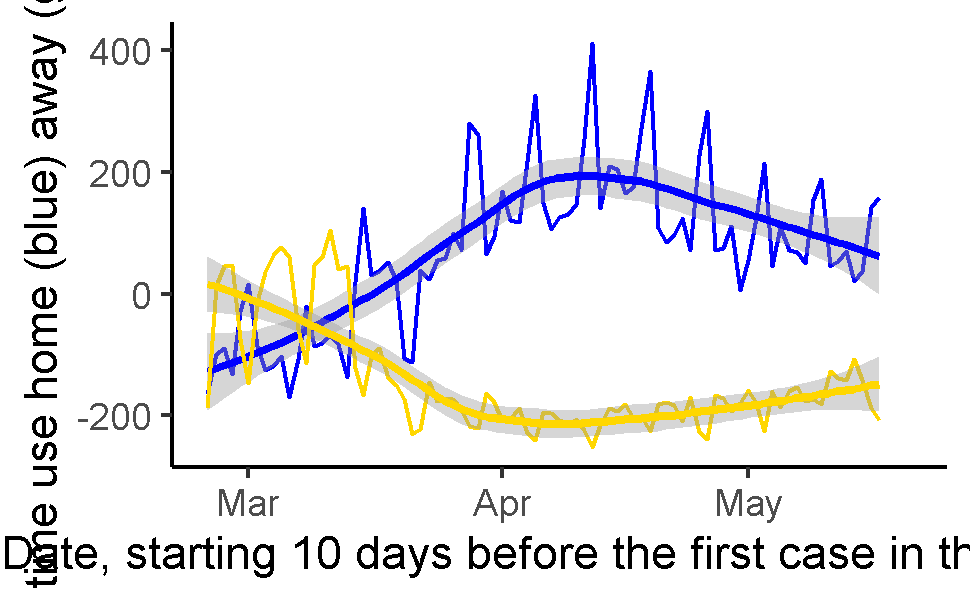 time use home (blue) away (
400
200
0
-200
Mar Apr May
Date, starting 10 days before the first case in th